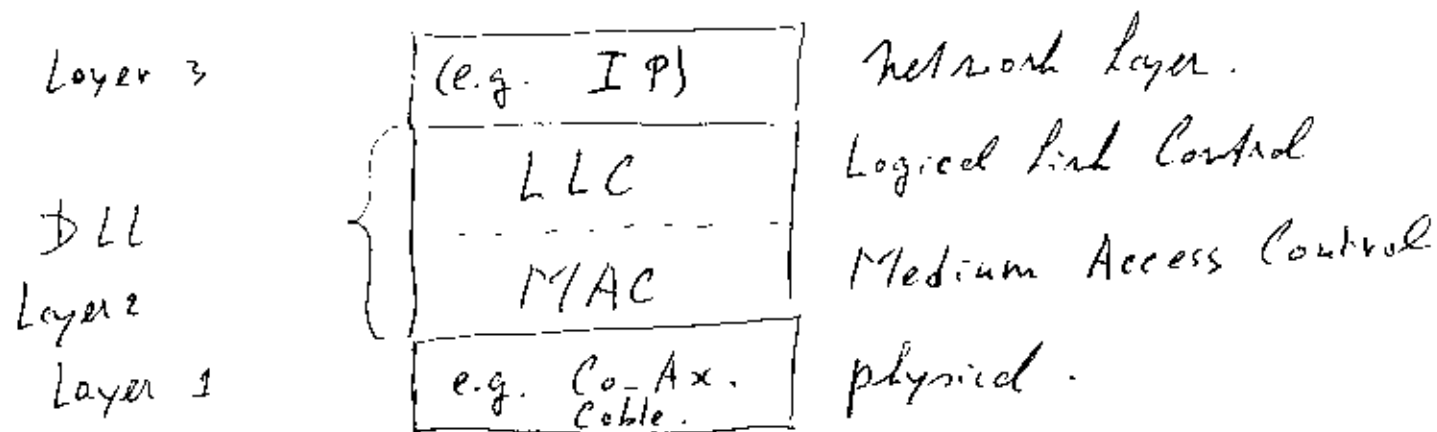 Layer 3 (e.g. IP) Network Layer.
LLC Logical Link Control
DLL
MAC Medium Access Control
Layer 2
Layer 1 e.g. Co-Ax. physical.
Cable.